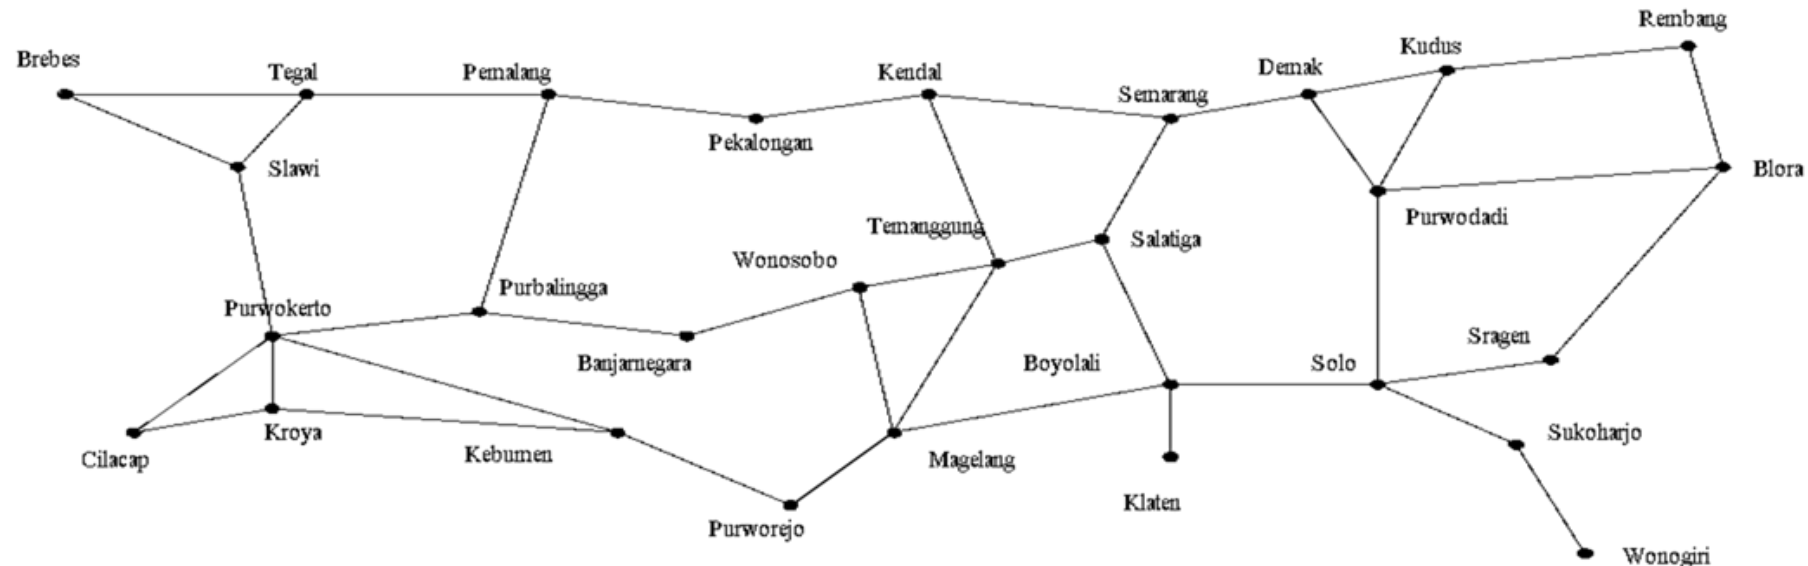 Rembang
Kudus
Brebes
Tegal
Pemalang
Kendal
Demak
Semarang
Pekalongan
Slawi
Blora
Purwodadi
Temanggung
Salatiga
Wonosobo
Purbalingga
Purwokerto
Banjarnegara
Boyolali
Solo
Sragen
Kroya
Sukoharjo
Cilacap
Kebumen
Magelang
Klaten
Purworejo
Wonogiri